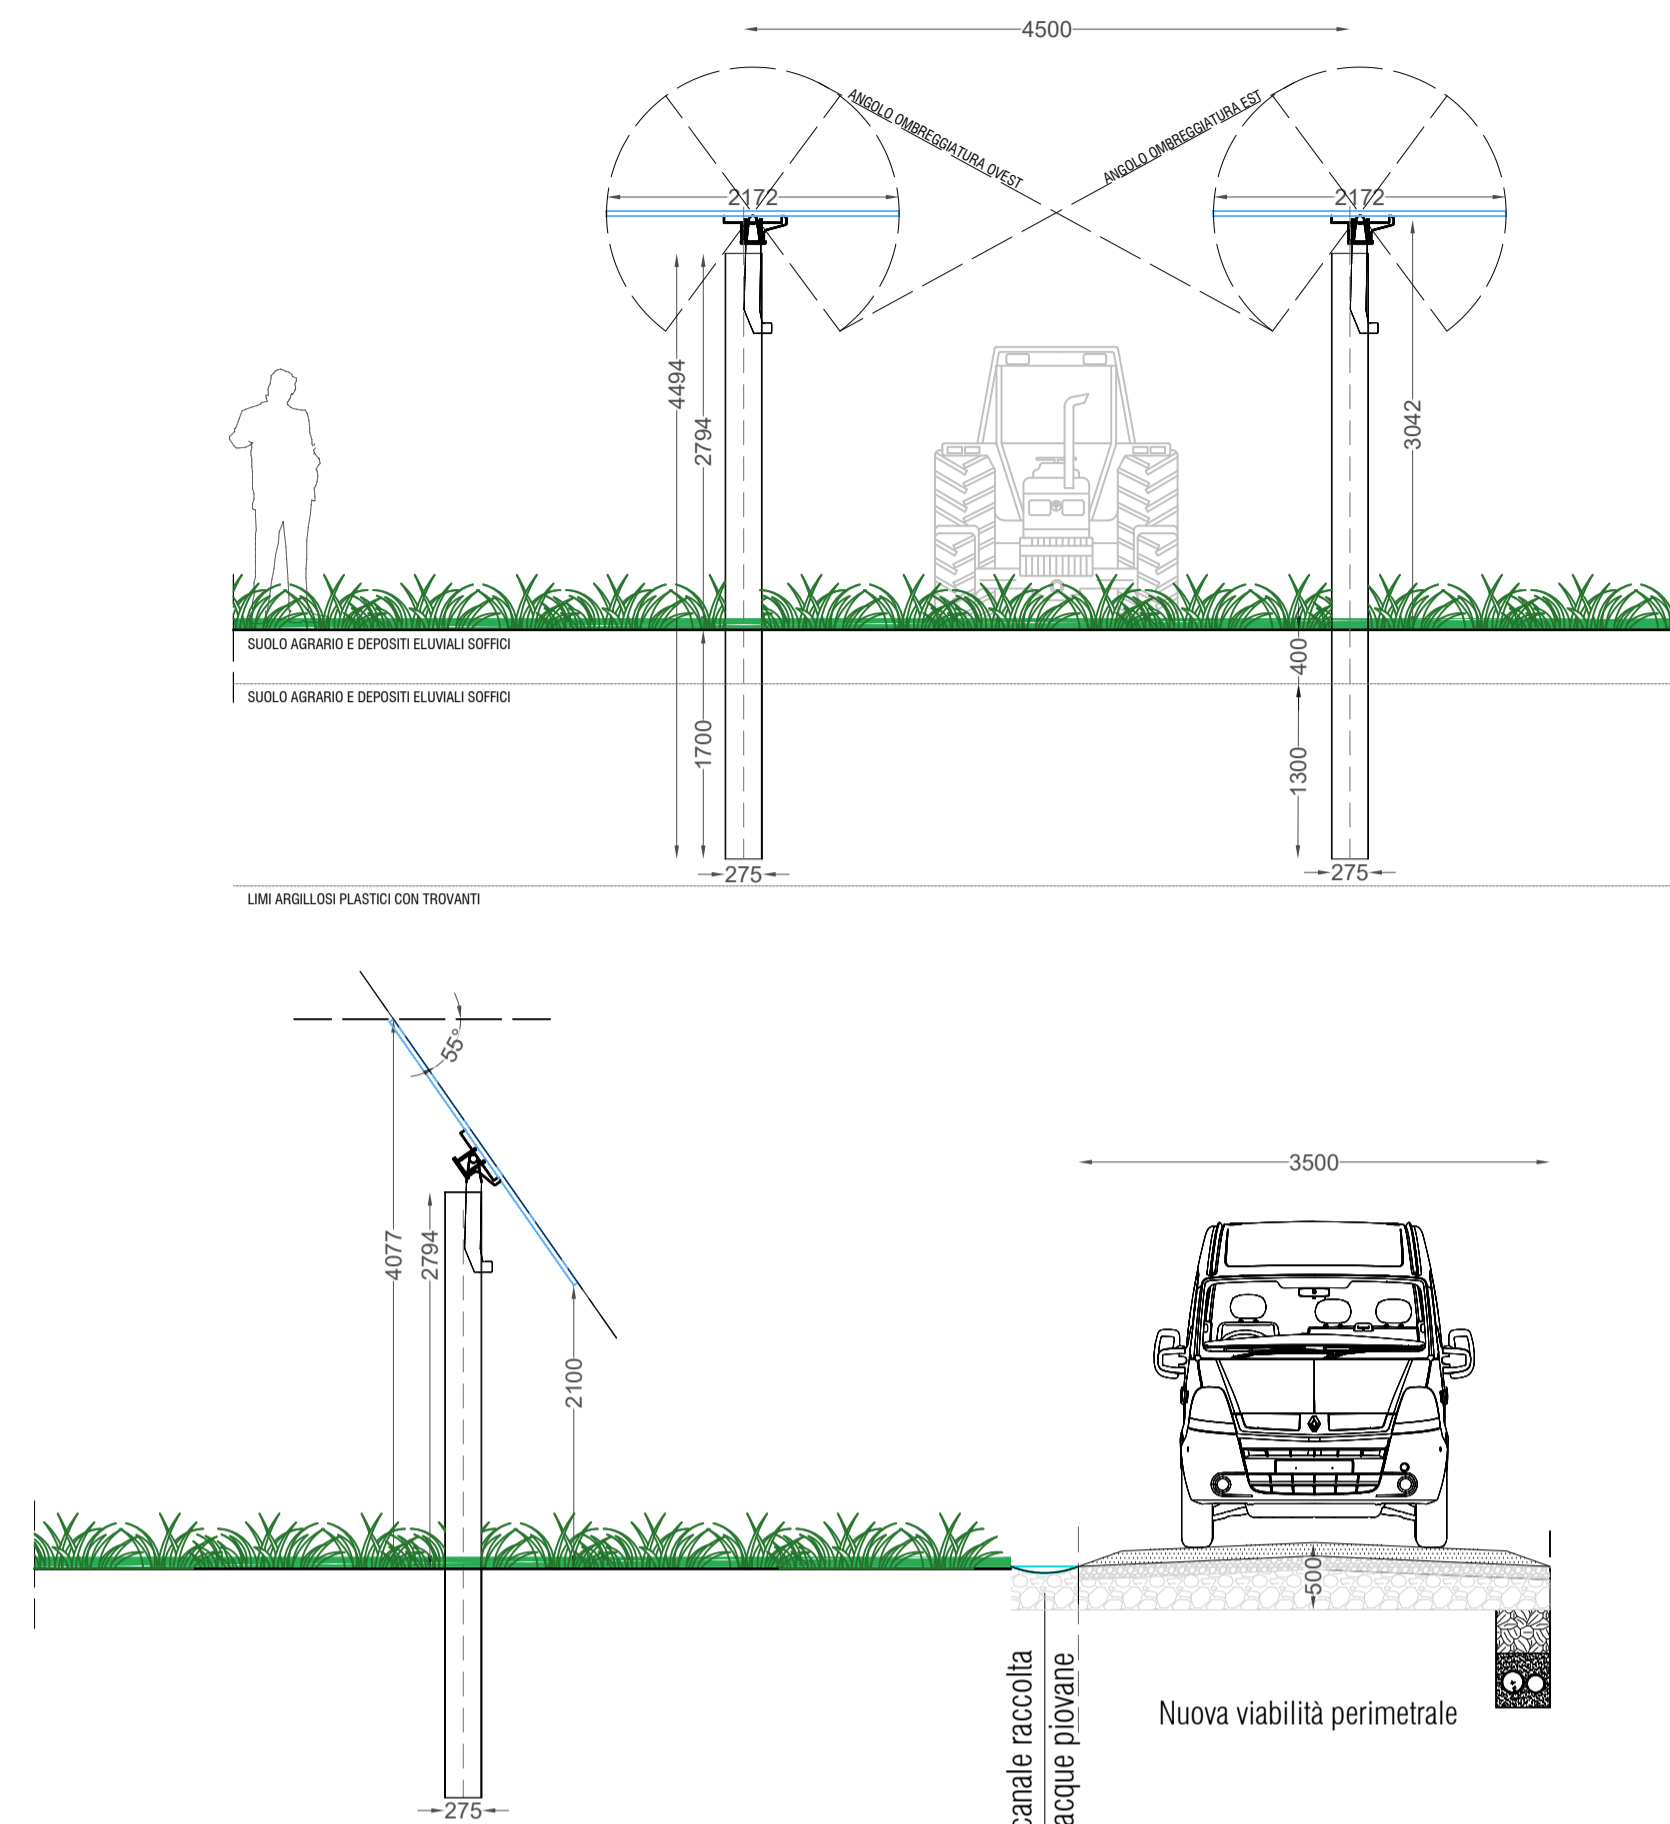 4500
ANGOLO OMBREGGIATURA OVEST
ANGOLO OMBREGGIATURA EST
2172
2172
4494
2794
3042
SUOLO AGRARIO E DEPOSITI ELUVIALI SOFFICI
400
SUOLO AGRARIO E DEPOSITI ELUVIALI SOFFICI
1700
1300
275
275
LIMI ARGILLOSI PLASTICI CON TROVANTI
55°
3500
4077
2794
2100
500
canale raccolta
acque piovane
Nuova viabilità perimetrale
275